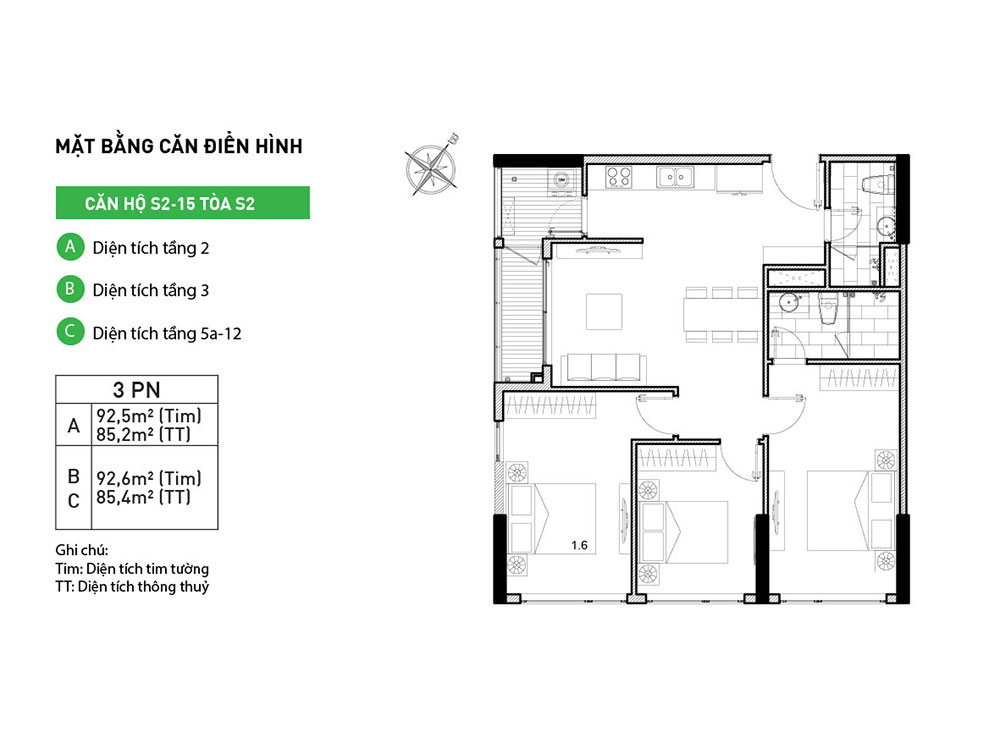 MẶT BẰNG CĂN ĐIỂN HÌNH
CĂN HỘ S2-15 TÒA S2
A Diện tích tầng 2
B Diện tích tầng 3
C Diện tích tầng 5a-12
3 PN
A
92,5m² (Tim)
85,2m² (TT)
B
C
92,6m² (Tim)
85,4m² (TT)
Ghi chú:
Tim: Diện tích tim tường
TT: Diện tích thông thuỷ
B
1.6